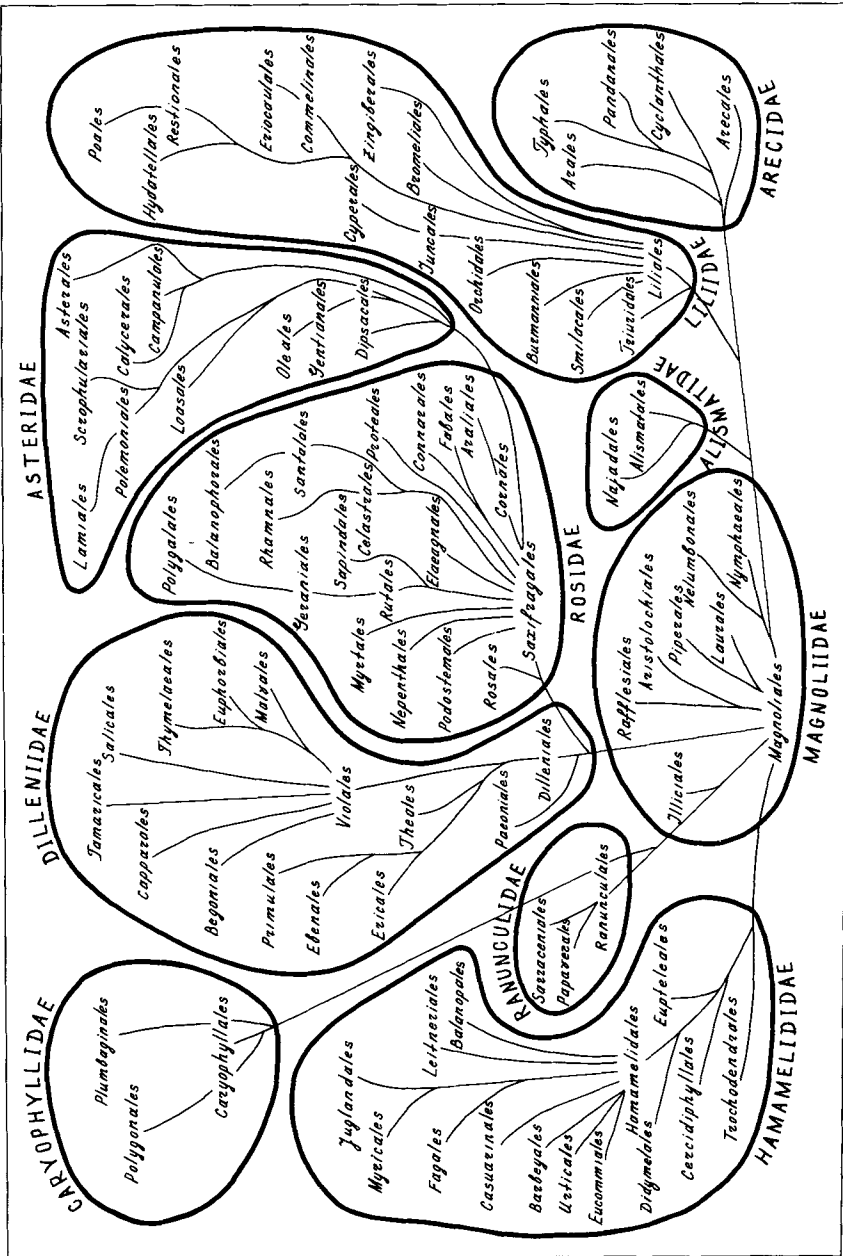 CARYOPHYLLIDAE
Plumbaginales
Polygonales
Caryophyllales
DILLENIIDAE
Tamaricales
Salicales
Capparales
Thymelaeales
Euphorbiales
Malvales
Begoniales
Violales
Primulales
Theales
Ebenales
Ericales
Paeoniales
Dilleniales
ASTERIDAE
Lamiales
Scrophulariales
Asterales
Polemoniales
Calycerales
Campanulales
Loasales
Oleales
Gentianales
Dipsacales
Poales
Hydatellales
Restionales
Eriocaulales
Commelinales
Zingiberales
Cyperales
Bromeliales
Juncales
Orchidales
Burmanniales
Smilacales
Triuridales
Liliales
LILIIDAE
Polygalales
Balanophorales
Rhamnales
Santalales
Geraniales
Sapindales
Celastrales
Proteales
Myrtales
Rutales
Elaeagnales
Connarales
Fabales
Araliales
Nepenthales
Podostemales
Cornales
Rosales
Saxifragales
ROSIDAE
Juglandales
Myricales
Leitneriales
Balanopales
Fagales
Casuarinales
Barbeyales
Urticales
Eucommiales
Hamamelidales
Didymelales
Eupteleales
Cercidiphyllales
Trochodendrales
HAMAMELIDIDAE
RANUNCULIDAE
Sarraceniales
Papaverales
Ranunculales
Rafflesiales
Aristolochiales
Piperales
Nelumbonales
Illiciales
Laurales
Nymphaeales
Magnoliales
MAGNOLIIDAE
Najadales
Alismatales
ALISMATIDAE
Typhales
Arales
Pandanales
Cyclanthales
Arecales
ARECIDAE